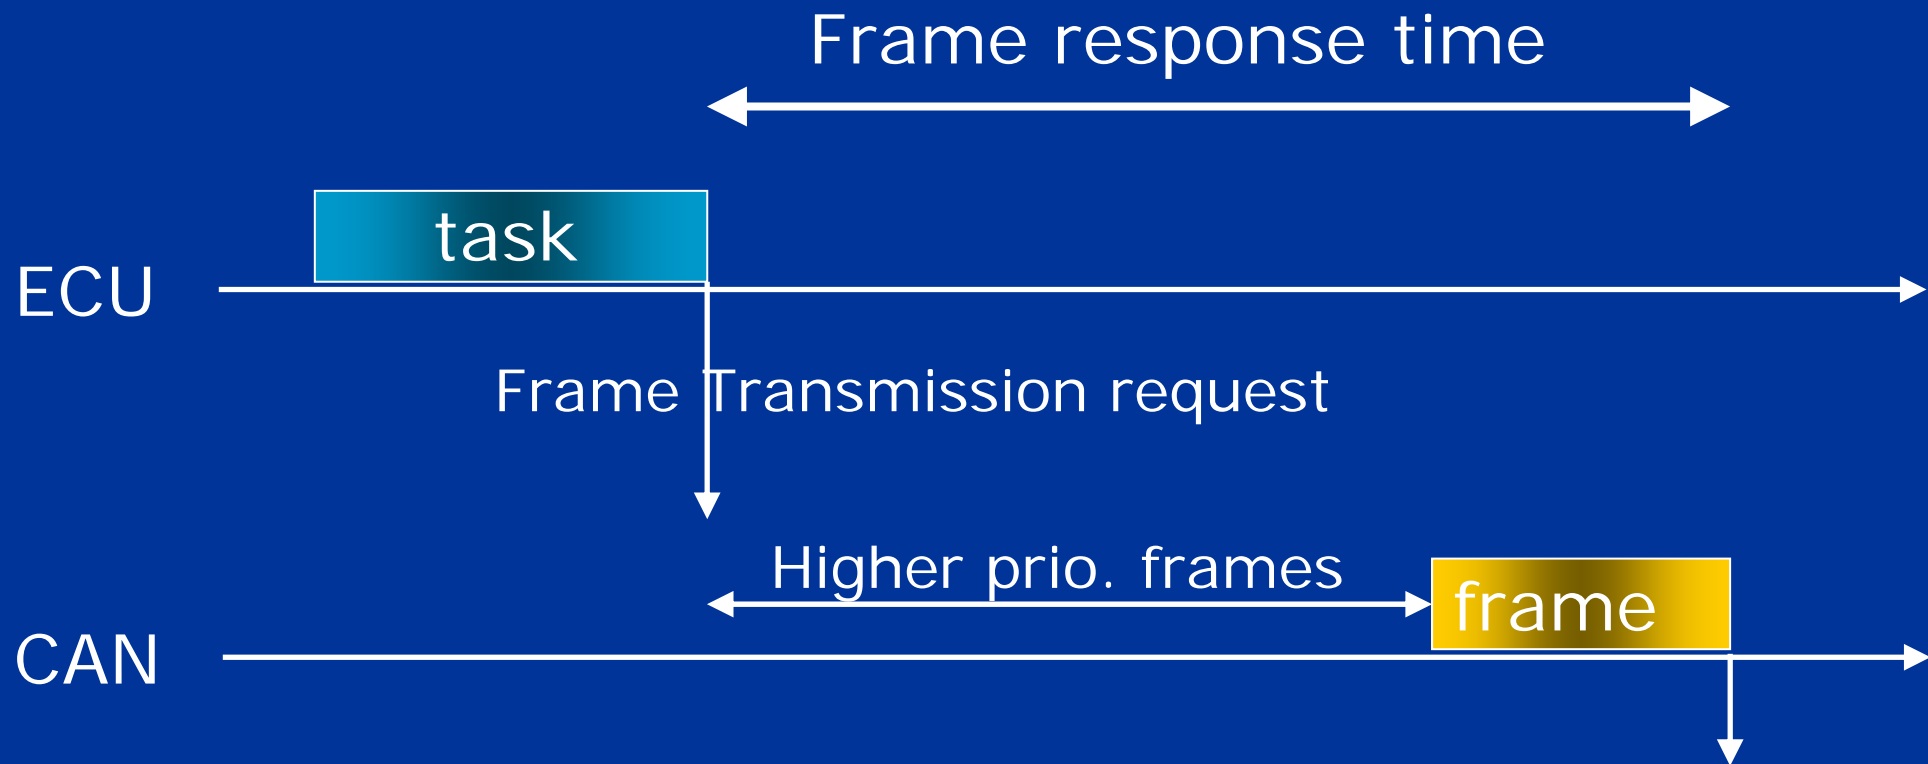 Frame response time
task
ECU
Frame Transmission request
Higher prio. frames
frame
CAN